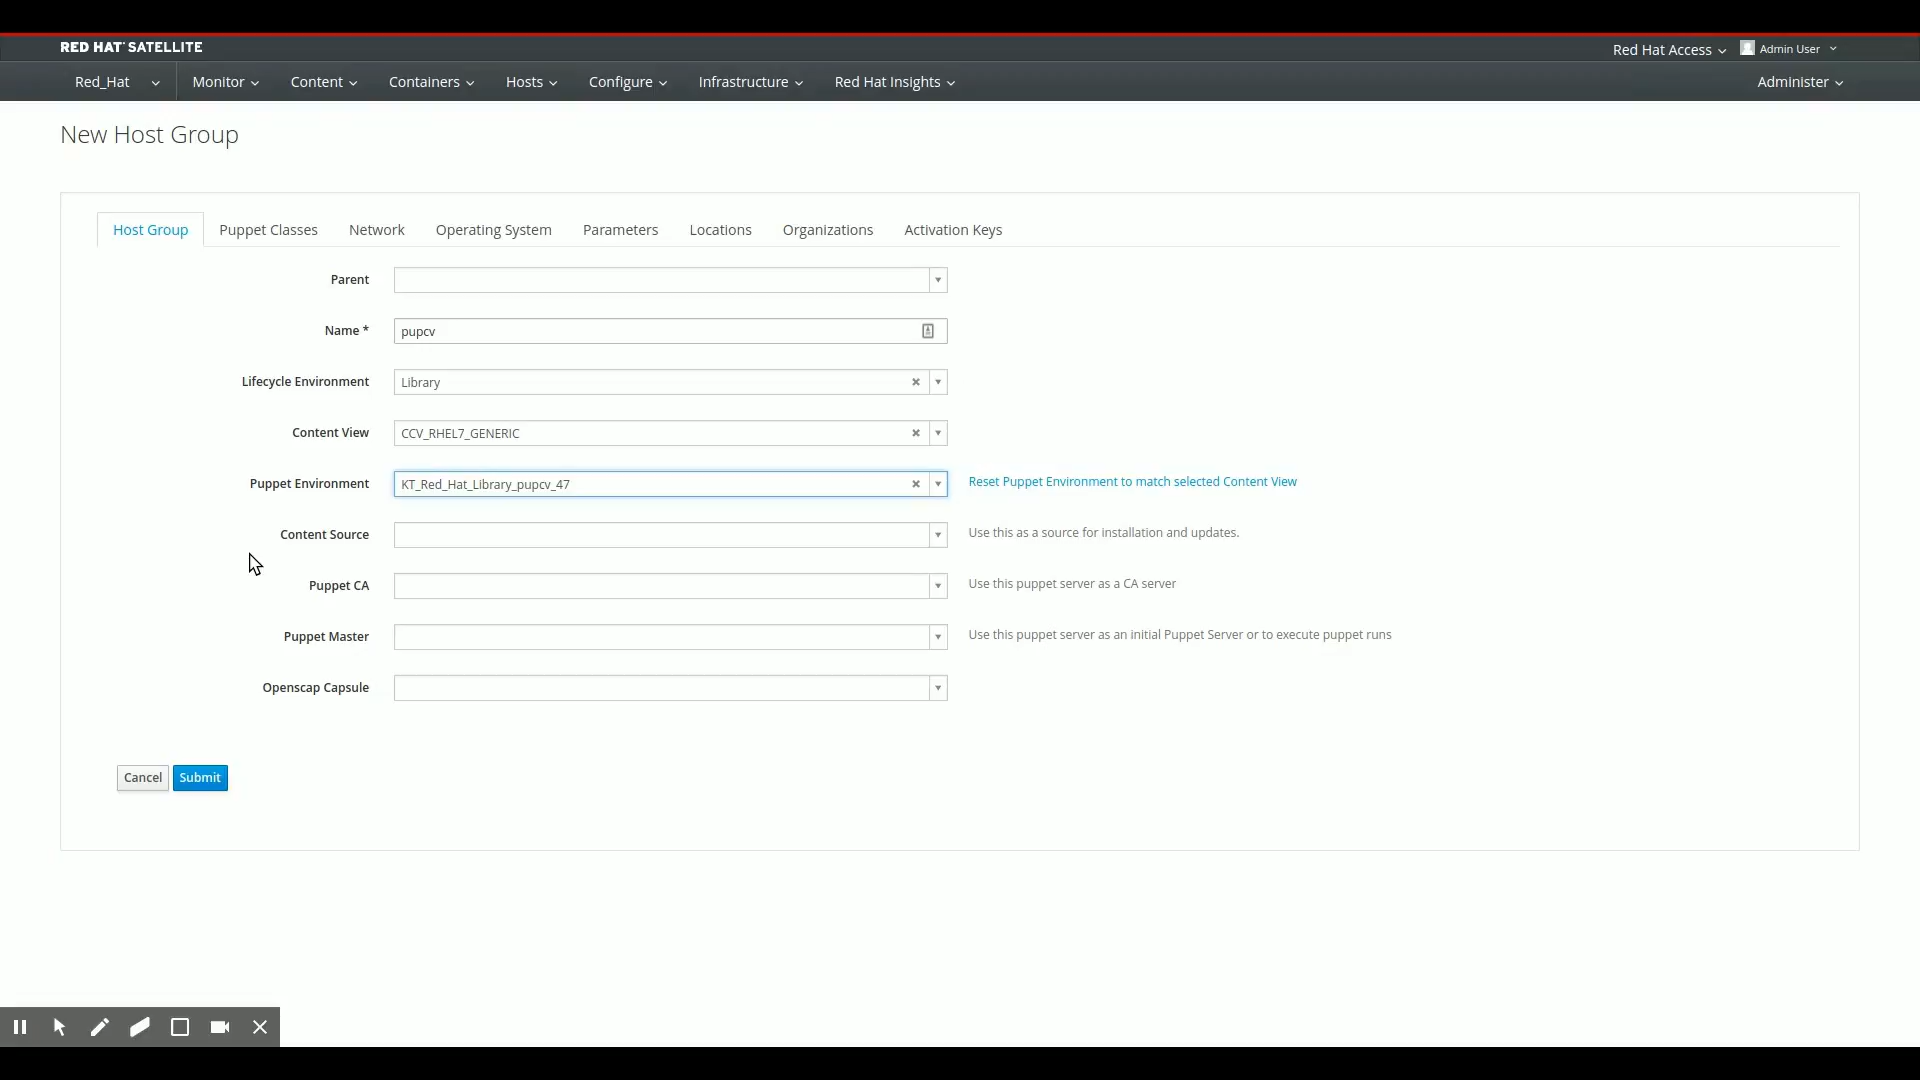 RED HAT SATELLITE
Red Hat Access
Admin User
Red_Hat
Monitor
Content
Containers
Hosts
Configure
Infrastructure
Red Hat Insights
Administer
New Host Group
Host Group
Puppet Classes
Network
Operating System
Parameters
Locations
Organizations
Activation Keys
Parent
Name *
pupcv
Lifecycle Environment
Library
Content View
CCV_RHEL7_GENERIC
Puppet Environment
KT_Red_Hat_Library_pupcv_47
Reset Puppet Environment to match selected Content View
Content Source
Use this as a source for installation and updates.
Puppet CA
Use this puppet server as a CA server
Puppet Master
Use this puppet server as an initial Puppet Server or to execute puppet runs
Openscap Capsule
Cancel
Submit